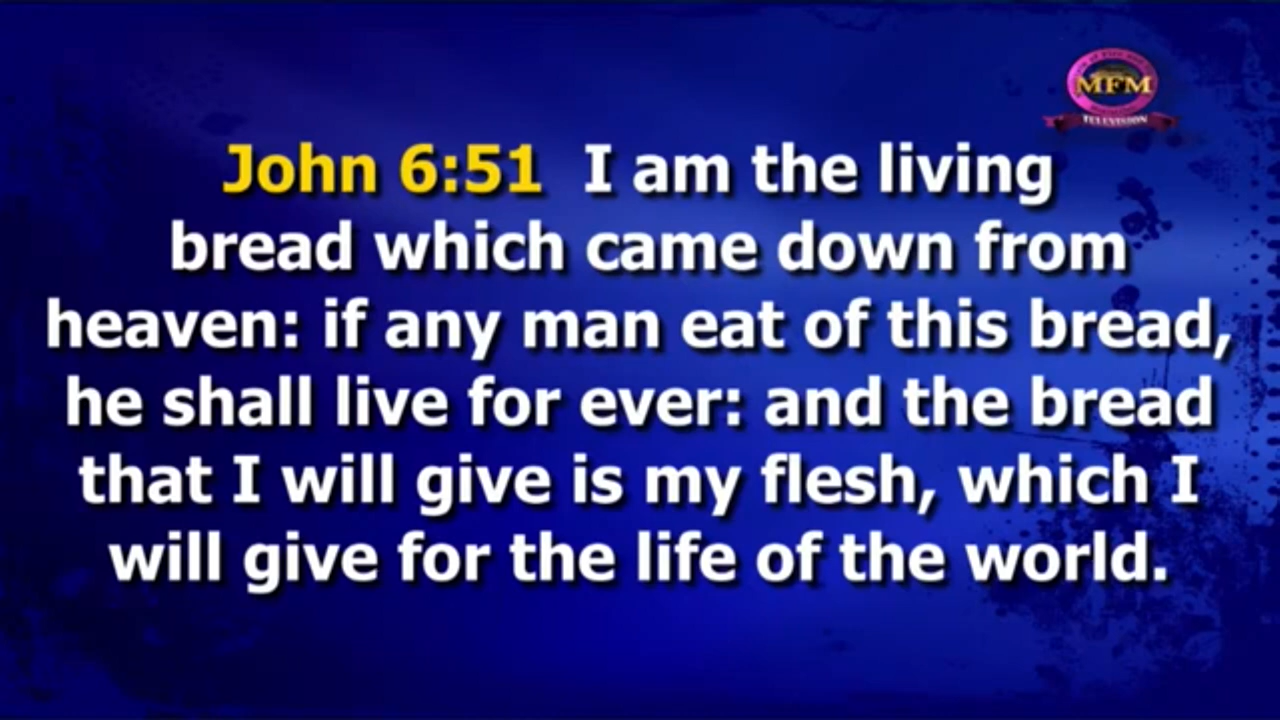 MFM
TELEVISION
John 6:51 I am the living
bread which came down from
heaven: if any man eat of this bread,
he shall live for ever: and the bread
that I will give is my flesh, which I
will give for the life of the world.